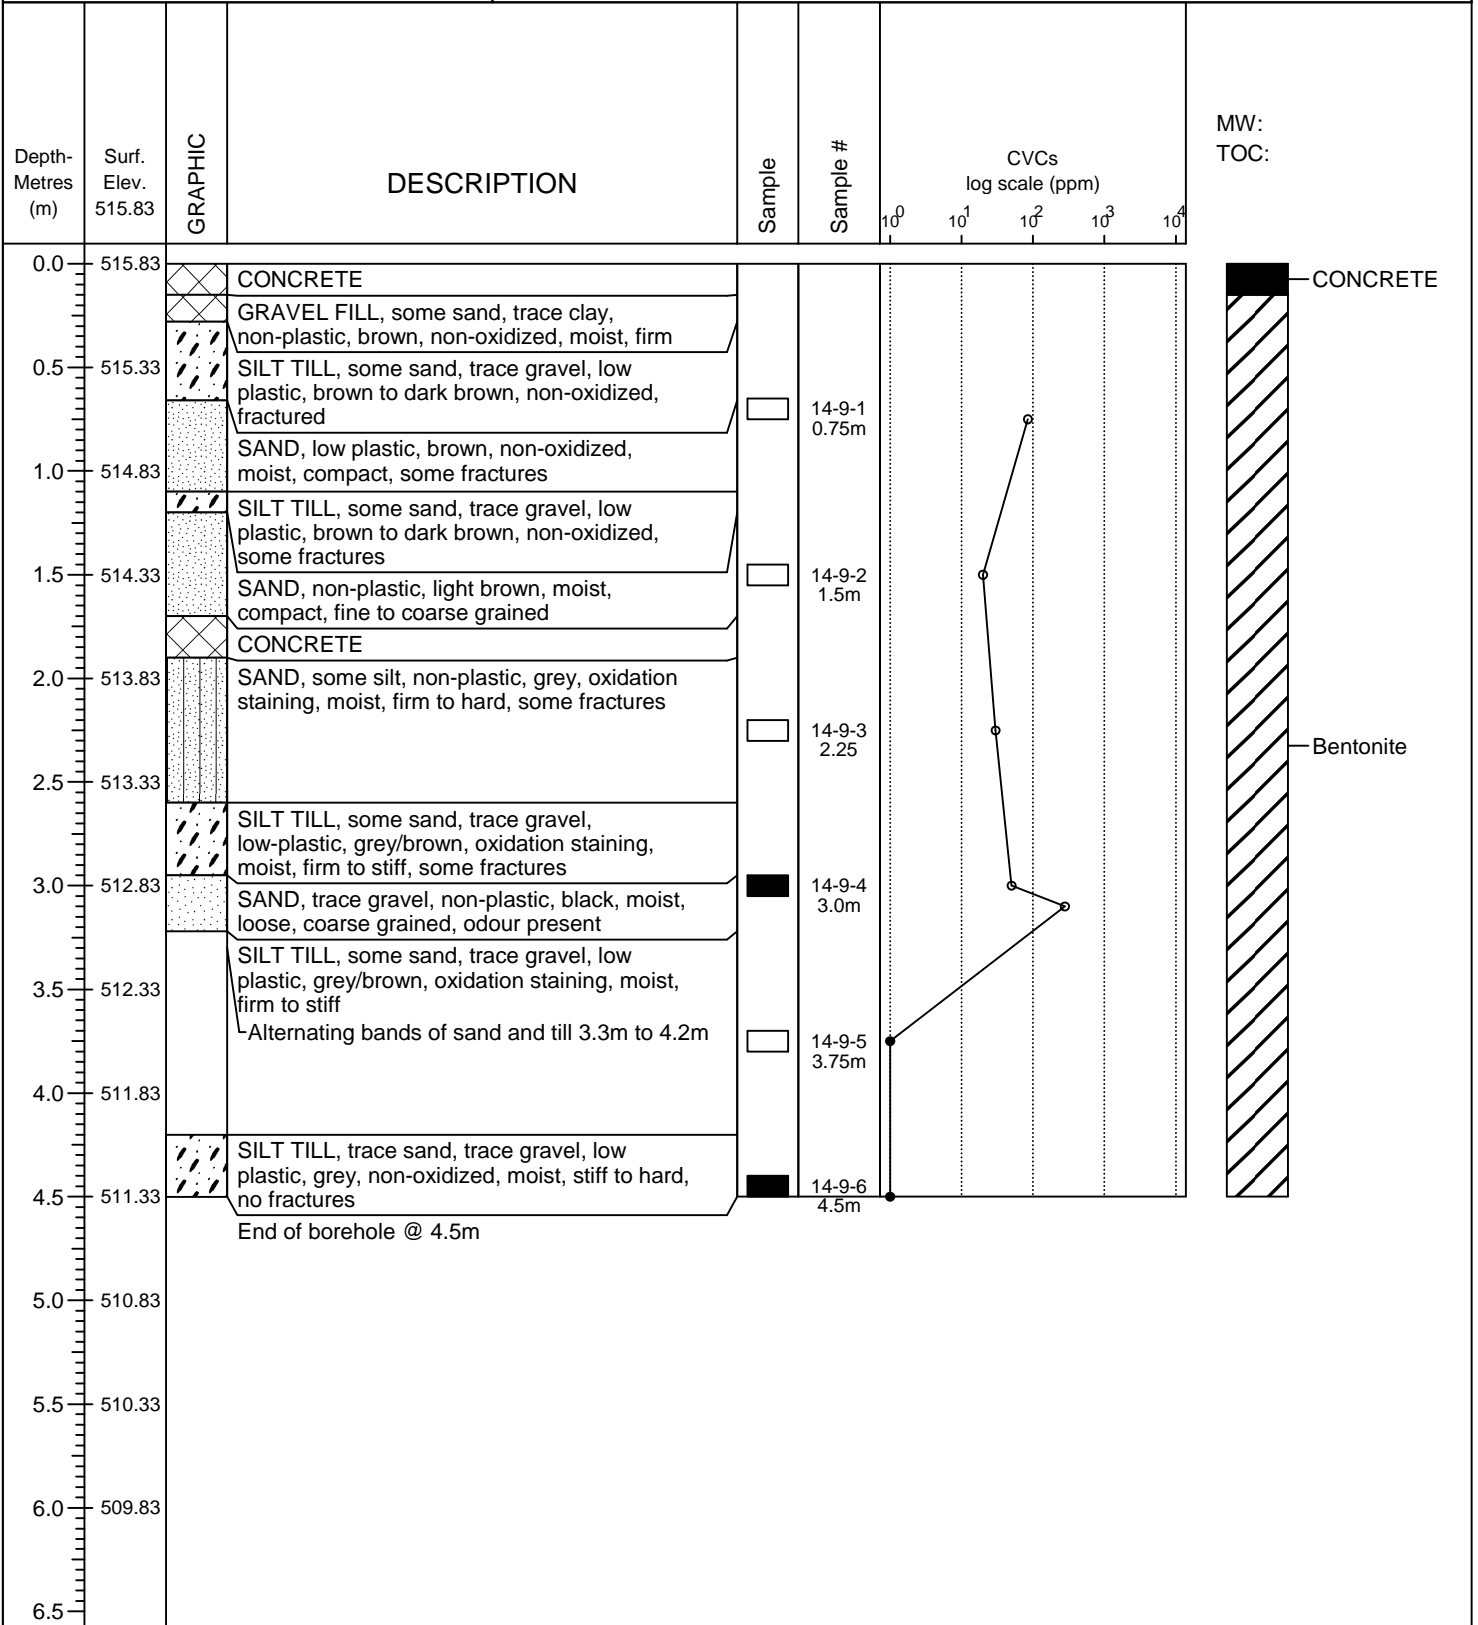 Depth-
Metres
(m)
Surf.
Elev.
515.83
GRAPHIC
DESCRIPTION
Sample
Sample #
CVCs
log scale (ppm)
10^0 10^1 10^2 10^3 10^4
MW:
TOC:
0.0 515.83
CONCRETE
CONCRETE
GRAVEL FILL, some sand, trace clay,
non-plastic, brown, non-oxidized, moist, firm
0.5 515.33
SILT TILL, some sand, trace gravel, low
plastic, brown to dark brown, non-oxidized,
fractured
14-9-1
0.75m
SAND, low plastic, brown, non-oxidized,
moist, compact, some fractures
1.0 514.83
SILT TILL, some sand, trace gravel, low
plastic, brown to dark brown, non-oxidized,
some fractures
1.5 514.33
14-9-2
1.5m
SAND, non-plastic, light brown, moist,
compact, fine to coarse grained
CONCRETE
2.0 513.83
SAND, some silt, non-plastic, grey, oxidation
staining, moist, firm to hard, some fractures
14-9-3
2.25
Bentonite
2.5 513.33
SILT TILL, some sand, trace gravel,
low-plastic, grey/brown, oxidation staining,
moist, firm to stiff, some fractures
3.0 512.83
14-9-4
3.0m
SAND, trace gravel, non-plastic, black, moist,
loose, coarse grained, odour present
SILT TILL, some sand, trace gravel, low
plastic, grey/brown, oxidation staining, moist,
firm to stiff
3.5 512.33
Alternating bands of sand and till 3.3m to 4.2m
14-9-5
3.75m
4.0 511.83
SILT TILL, trace sand, trace gravel, low
plastic, grey, non-oxidized, moist, stiff to hard,
no fractures
4.5 511.33
14-9-6
4.5m
End of borehole @ 4.5m
5.0 510.83
5.5 510.33
6.0 509.83
6.5